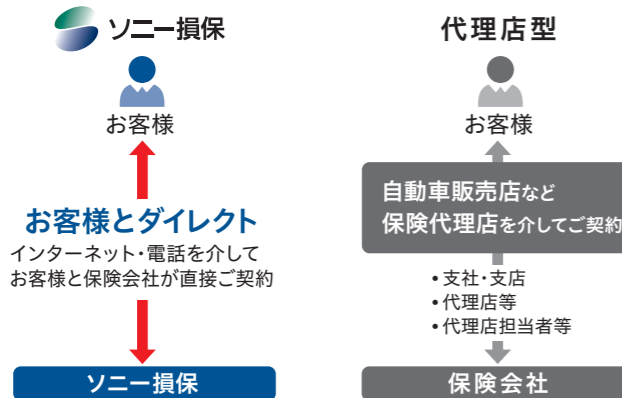 ソニー損保
お客様
お客様とダイレクト
インターネット・電話を介して
お客様と保険会社が直接ご契約
ソニー損保
代理店型
お客様
自動車販売店など
保険代理店を介してご契約
•支社・支店
•代理店等
•代理店担当者等
保険会社